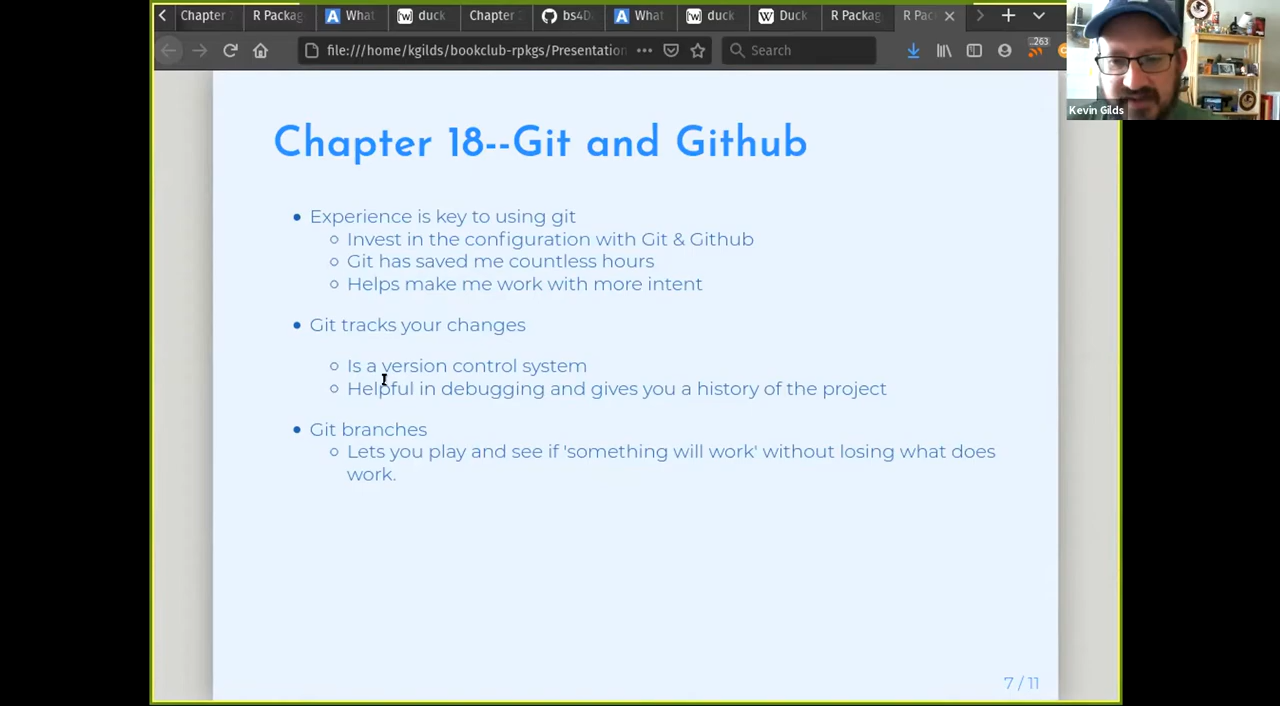 Chapter R Packag What duck Chapter bs4D What duck Duck R Packag R Pac
file:///home/kgilds/bookclub-rpkgs/Presentation Search 263
Kevin Gilds
Chapter 18--Git and Github
Experience is key to using git
Invest in the configuration with Git & Github
Git has saved me countless hours
Helps make me work with more intent
Git tracks your changes
Is a version control system
Helpful in debugging and gives you a history of the project
Git branches
Lets you play and see if 'something will work' without losing what does
work.
7 / 11